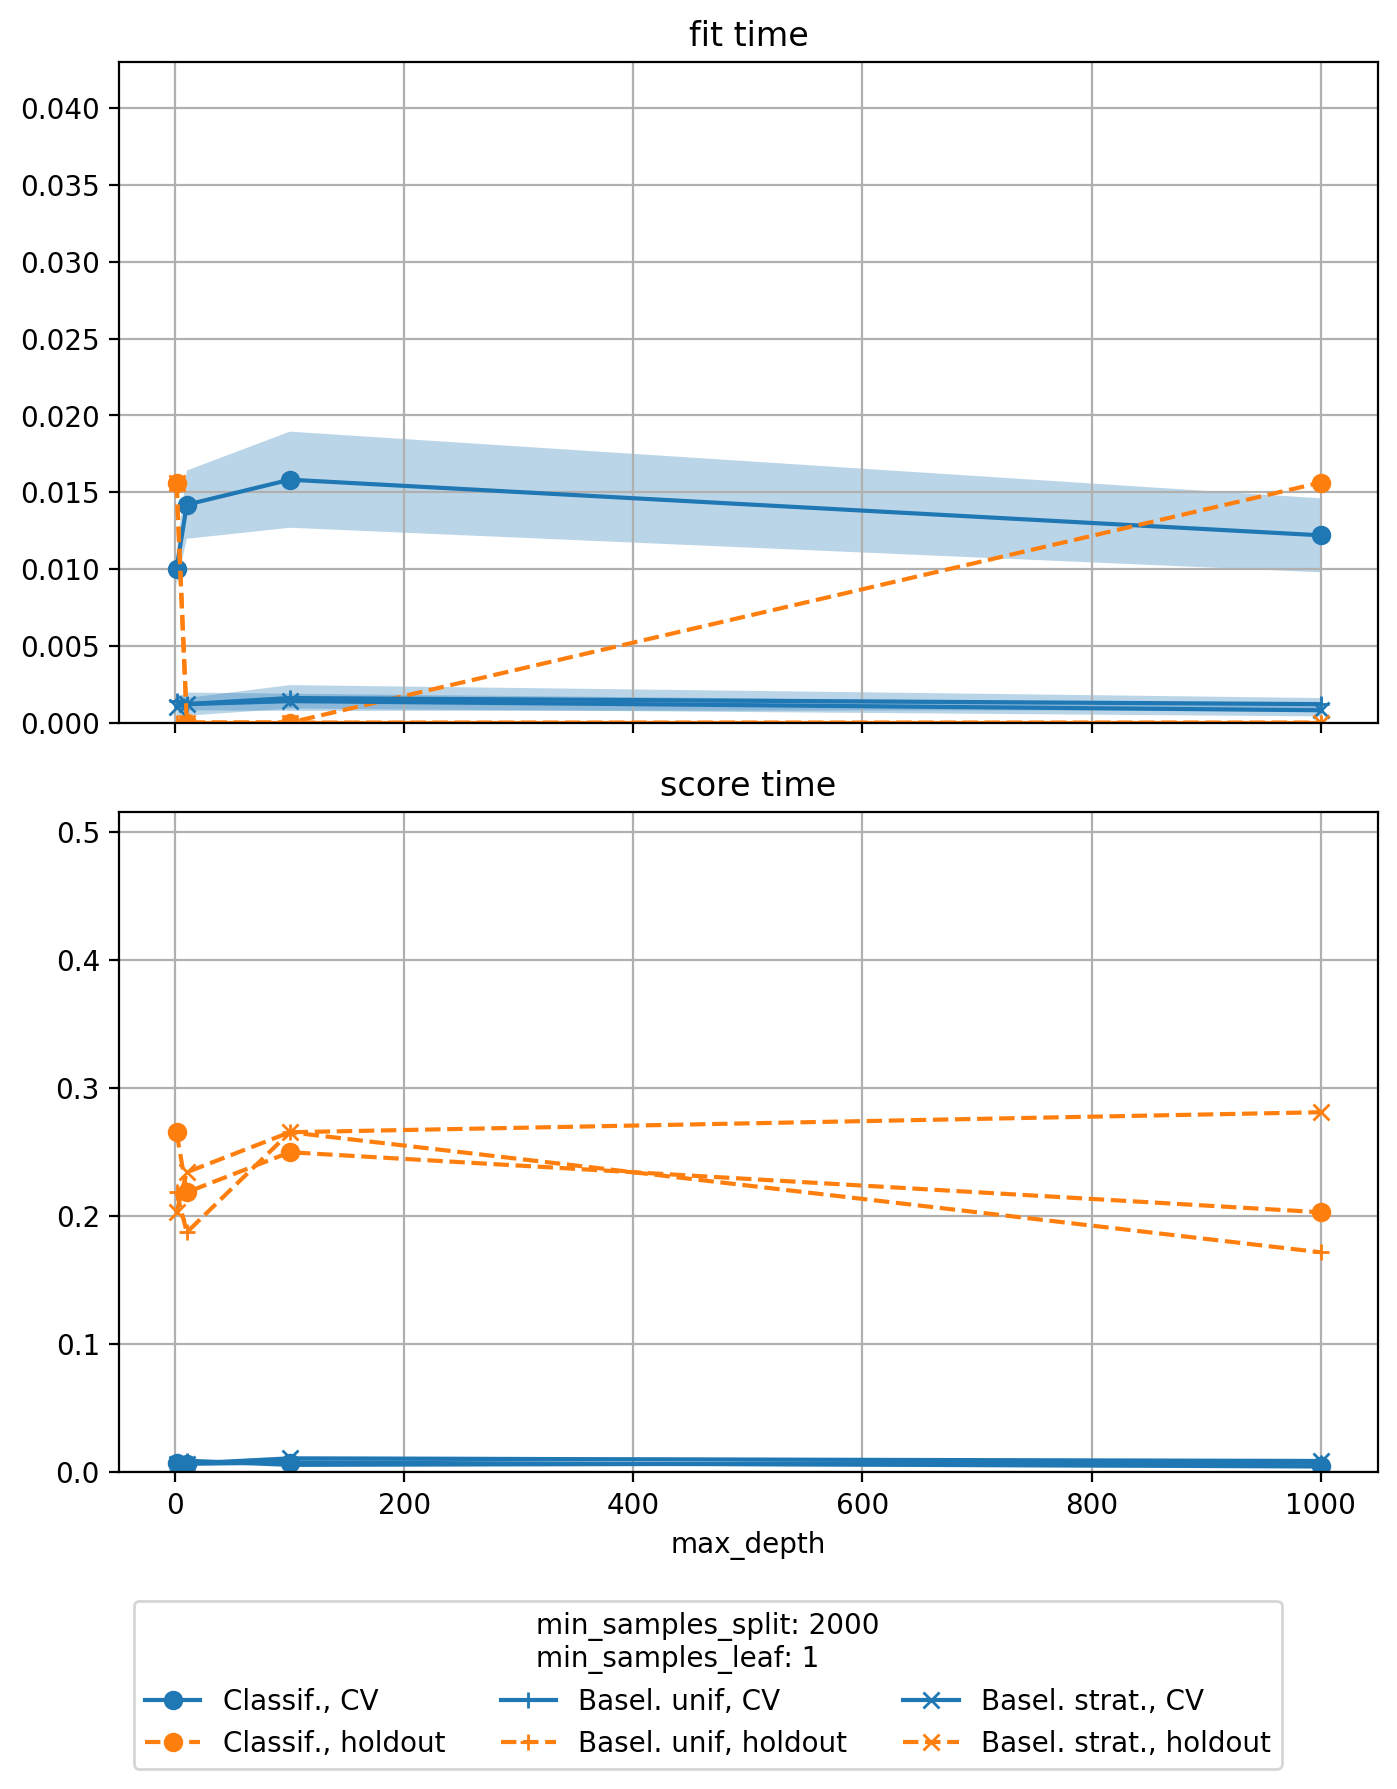 fit time
0.040
0.035
0.030
0.025
0.020
0.015
0.010
0.005
0.000
score time
0.5
0.4
0.3
0.2
0.1
0.0
0 200 400 600 800 1000
max_depth
min_samples_split: 2000
min_samples_leaf: 1
Classif., CV Basel. unif, CV Basel. strat., CV
Classif., holdout Basel. unif, holdout Basel. strat., holdout